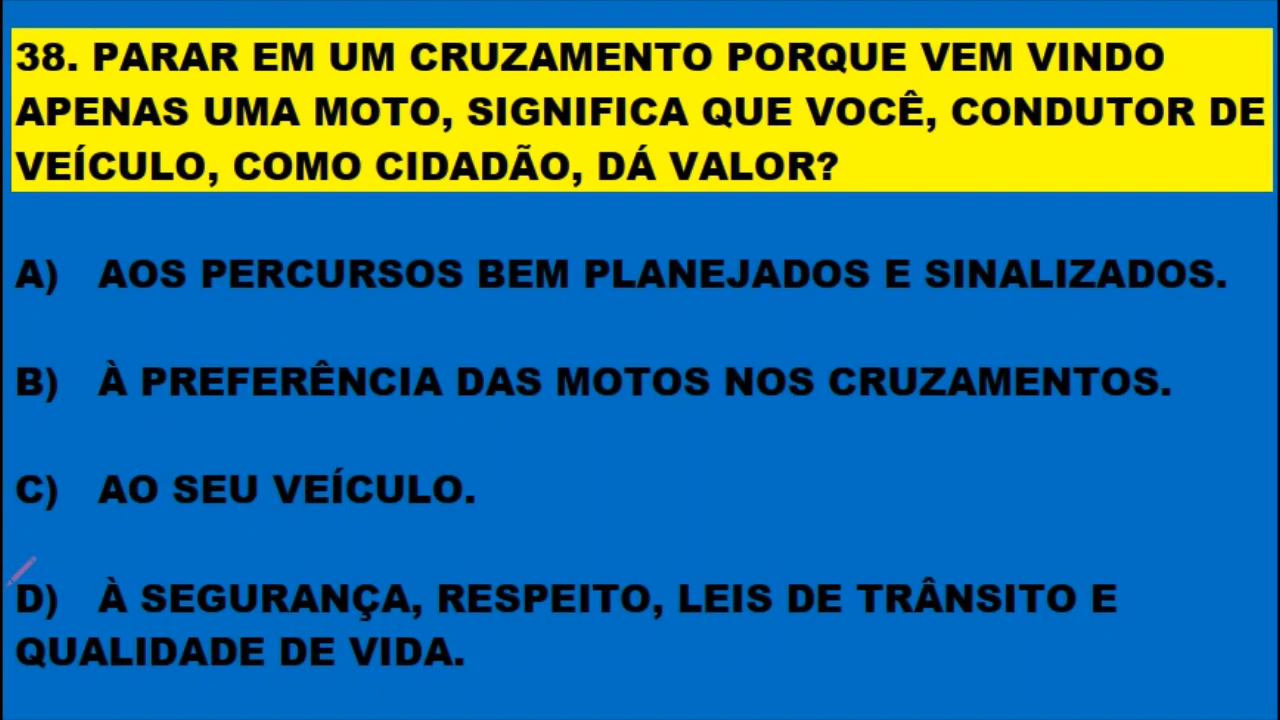 38. PARAR EM UM CRUZAMENTO PORQUE VEM VINDO
APENAS UMA MOTO, SIGNIFICA QUE VOCÊ, CONDUTOR DE
VEÍCULO, COMO CIDADÃO, DÁ VALOR?
A) AOS PERCURSOS BEM PLANEJADOS E SINALIZADOS.
B) À PREFERÊNCIA DAS MOTOS NOS CRUZAMENTOS.
C) AO SEU VEÍCULO.
D) À SEGURANÇA, RESPEITO, LEIS DE TRÂNSITO E
QUALIDADE DE VIDA.